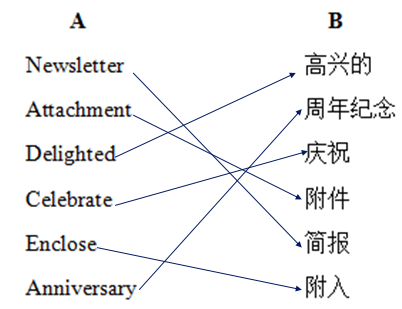 A B
Newsletter 高兴的
Attachment 周年纪念
Delighted 庆祝
Celebrate 附件
Enclose 简报
Anniversary 附入